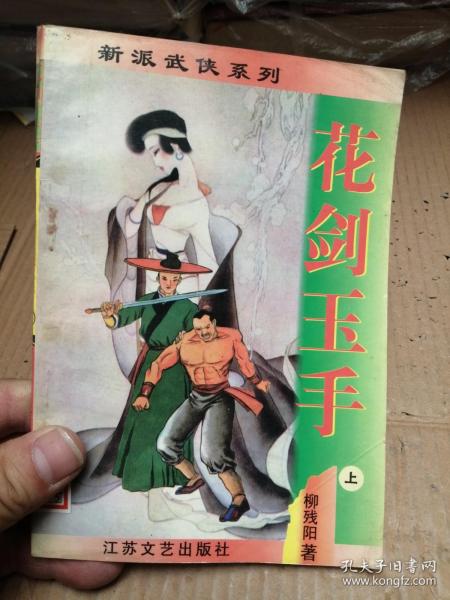 新派武侠系列
花剑玉手
上
柳残阳著
江苏文艺出版社
孔夫子旧书网
www.kongfz.com